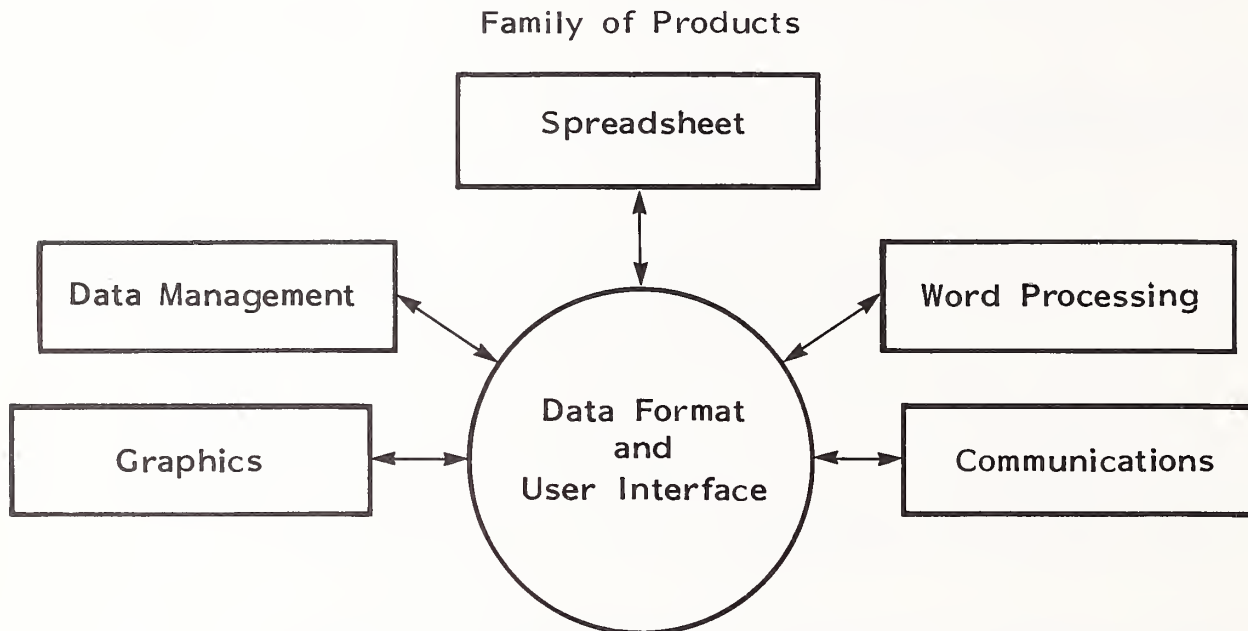 Family of Products
Spreadsheet
Data Management
Word Processing
Graphics
Data Format
and
User Interface
Communications